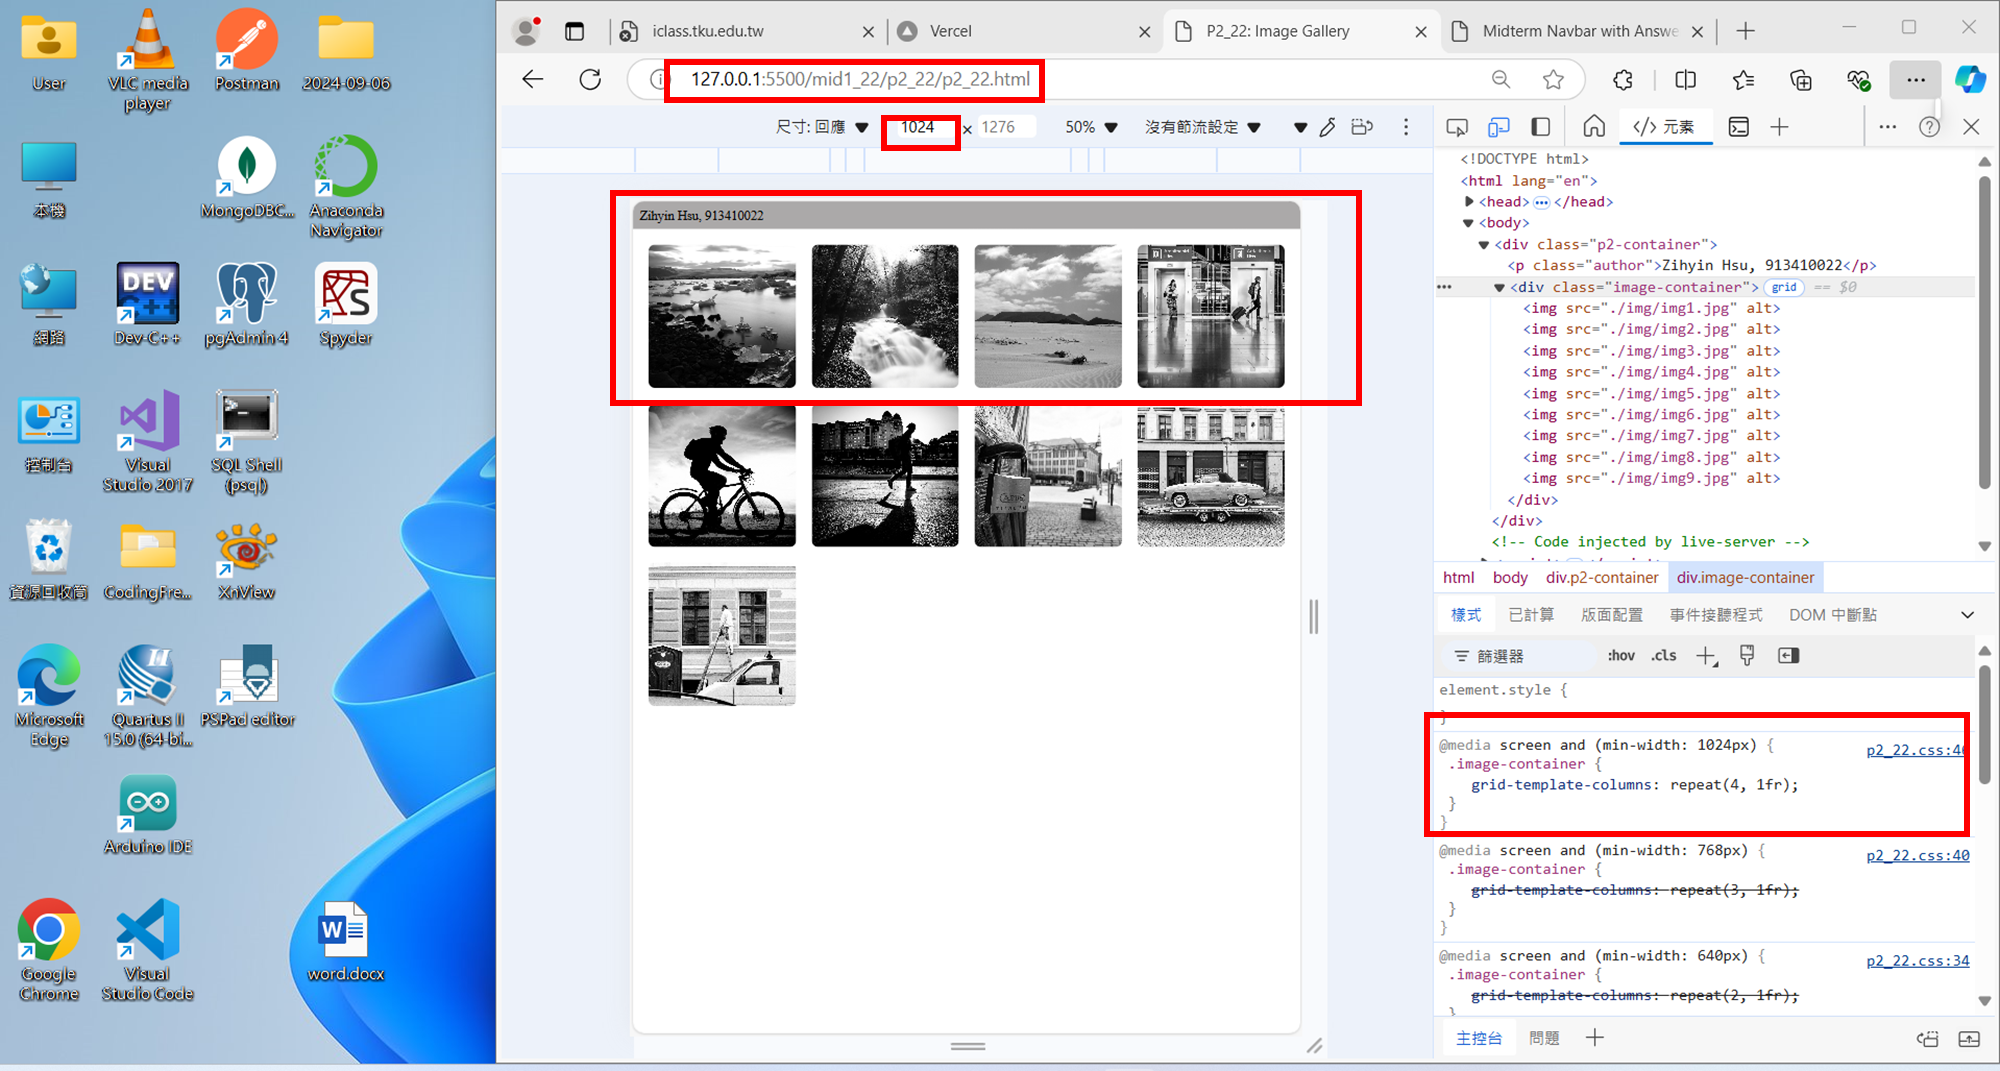 User
VLC media
player
Postman
2024-09-06
本機
MongoDBC...
Anaconda
Navigator
網路
DEV
C++
Dev-C++
pgAdmin 4
Spyder
控制台
Visual
Studio 2017
SQL Shell
(psql)
資源回收筒
CodingFre...
XnView
Microsoft
Edge
Quartus II
15.0 (64-bi...
PSPad editor
Arduino IDE
Google
Chrome
Visual
Studio Code
word.docx
iclass.tku.edu.tw
Vercel
P2_22: Image Gallery
Midterm Navbar with Answe
127.0.0.1:5500/mid1_22/p2_22/p2_22.html
尺寸: 回應 1024 × 1276 50% 沒有節流設定
Zihyin Hsu, 913410022
</> 元素
<!DOCTYPE html>
<html lang="en">
<head> ••• </head>
<body>
<div class="p2-container">
<p class="author">Zihyin Hsu, 913410022</p>
<div class="image-container"> grid == $0
<img src="./img/img1.jpg" alt>
<img src="./img/img2.jpg" alt>
<img src="./img/img3.jpg" alt>
<img src="./img/img4.jpg" alt>
<img src="./img/img5.jpg" alt>
<img src="./img/img6.jpg" alt>
<img src="./img/img7.jpg" alt>
<img src="./img/img8.jpg" alt>
<img src="./img/img9.jpg" alt>
</div>
</div>
<!-- Code injected by live-server -->
html body div.p2-container div.image-container
樣式 已計算 版面配置 事件接聽程式 DOM 中斷點
篩選器 :hov .cls
element.style {
}
@media screen and (min-width: 1024px) {
.image-container { p2_22.css:4
grid-template-columns: repeat(4, 1fr);
}
}
@media screen and (min-width: 768px) {
.image-container { p2_22.css:40
grid-template-columns: repeat(3, 1fr);
}
}
@media screen and (min-width: 640px) {
.image-container { p2_22.css:34
grid-template-columns: repeat(2, 1fr);
}
主控台 問題